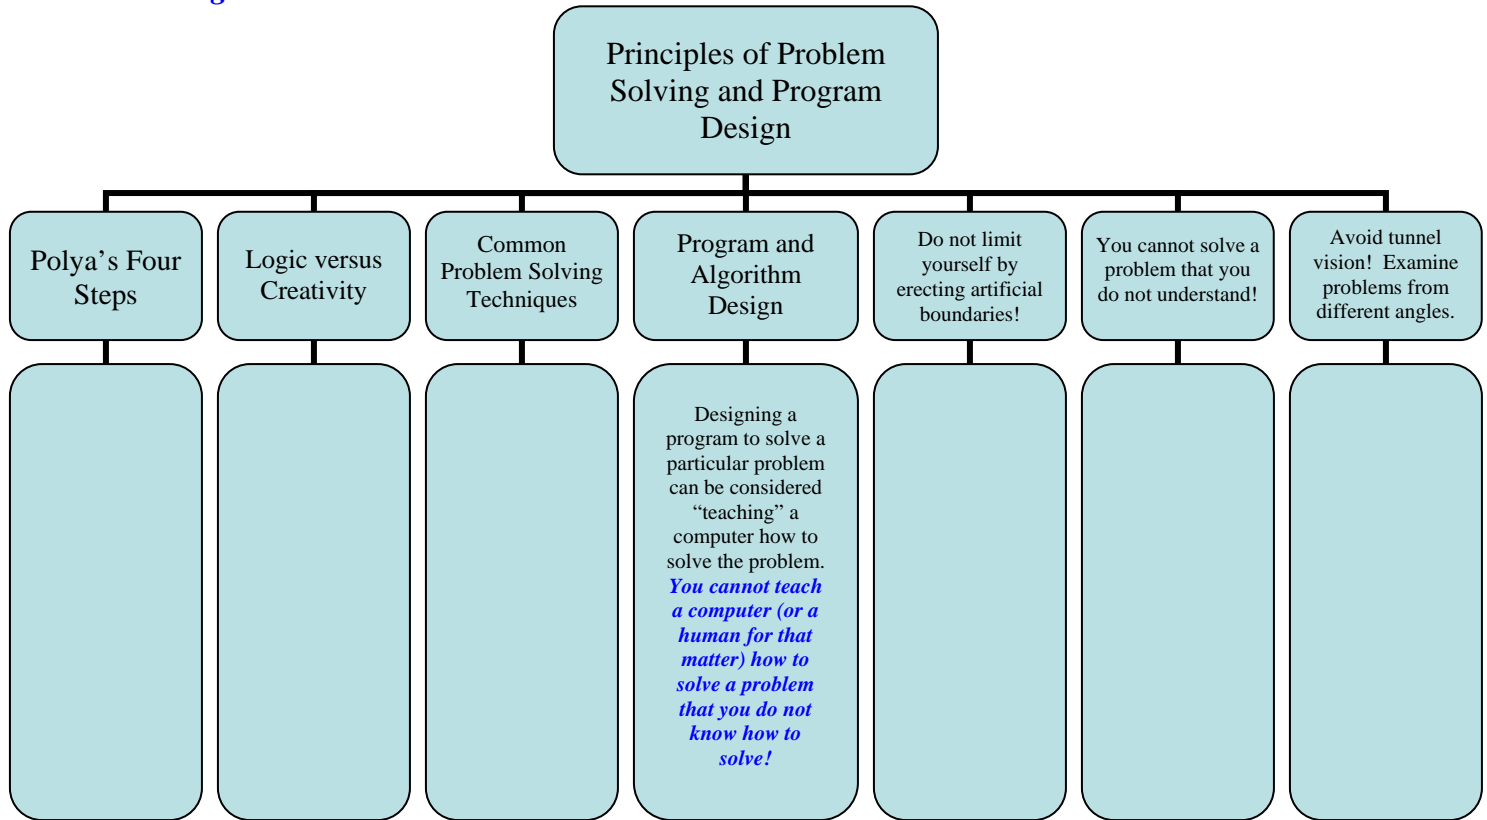 Principles of Problem
Solving and Program
Design
Polya’s Four
Steps
Logic versus
Creativity
Common
Problem Solving
Techniques
Program and
Algorithm
Design
Do not limit
yourself by
erecting artificial
boundaries!
You cannot solve a
problem that you
do not understand!
Avoid tunnel
vision!  Examine
problems from
different angles.
Designing a
program to solve a
particular problem
can be considered
“teaching” a
computer how to
solve the problem.
You cannot teach
a computer (or a
human for that
matter) how to
solve a problem
that you do not
know how to
solve!